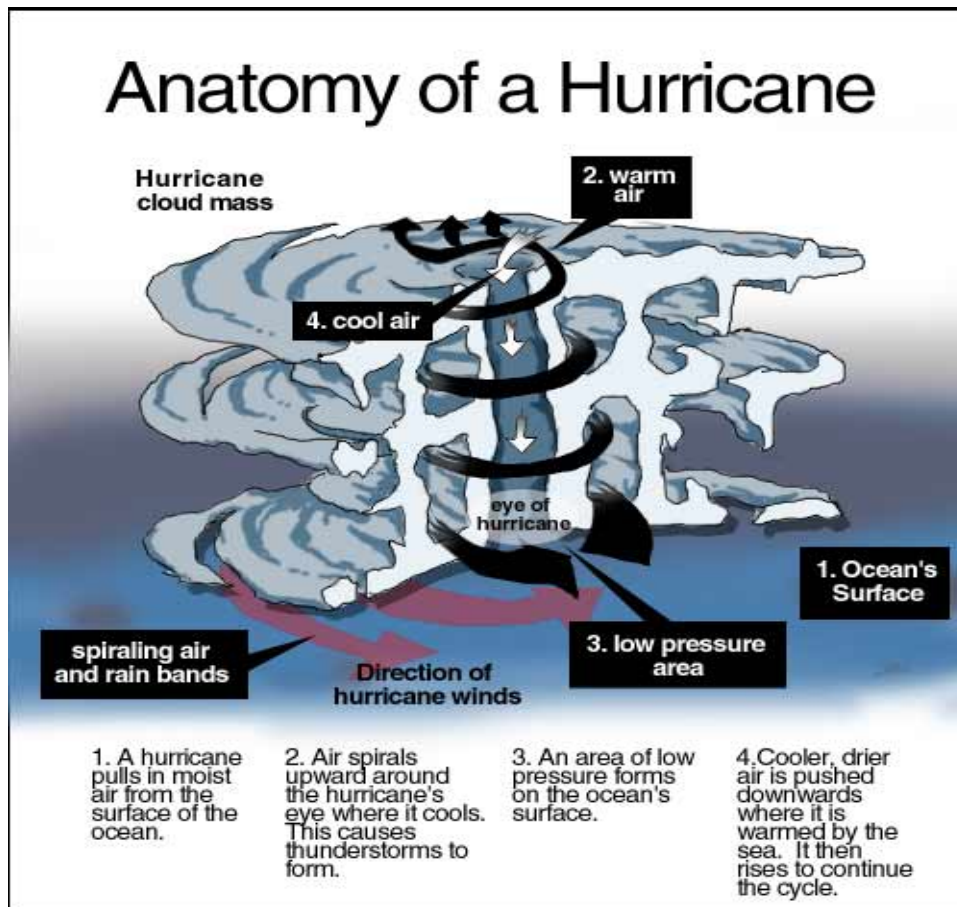 Anatomy of a Hurricane
Hurricane
cloud mass
2. warm
air
4. cool air
eye of
hurricane
1. Ocean's
Surface
spiraling air
and rain bands
Direction of
hurricane winds
3. low pressure
area
1. A hurricane
pulls in moist
air from the
surface of the
ocean.
2. Air spirals
upward around
the hurricane's
eye where it cools.
This causes
thunderstorms to
form.
3. An area of low
pressure forms
on the ocean's
surface.
4.Cooler, drier
air is pushed
downwards
where it is
warmed by the
sea. It then
rises to continue
the cycle.